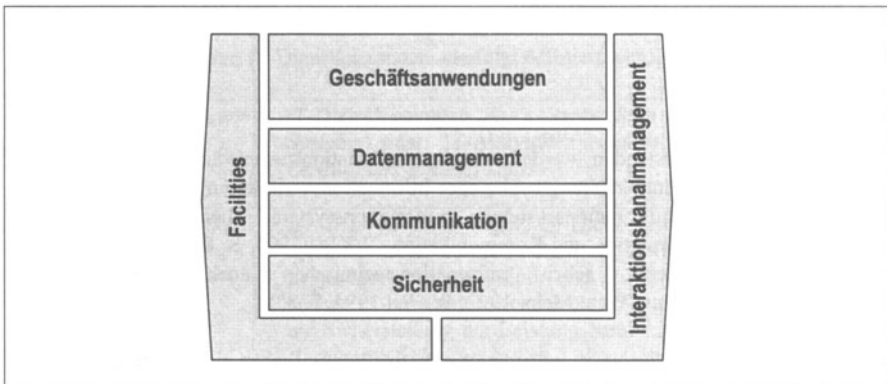 Facilities
Geschäftsanwendungen
Datenmanagement
Kommunikation
Sicherheit
Interaktionskanalmanagement